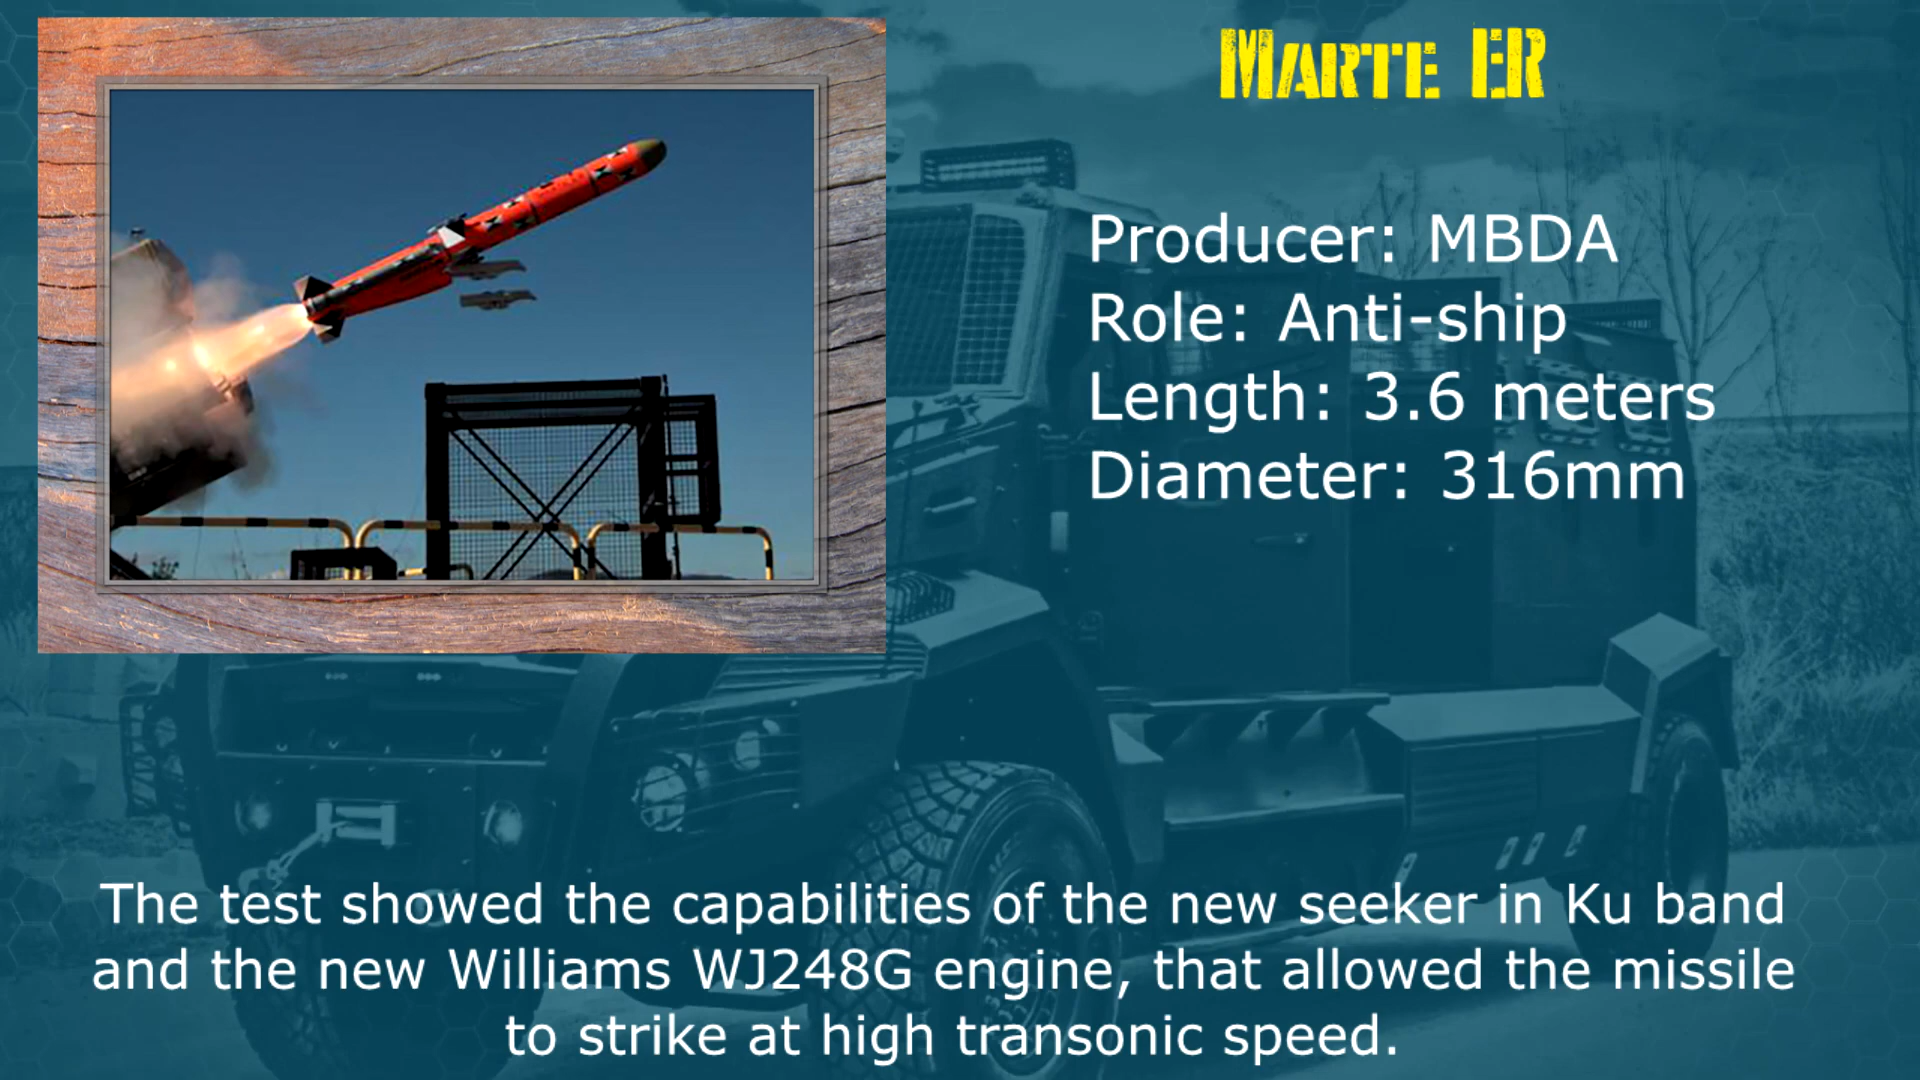 Marte ER
Producer: MBDA
Role: Anti-ship
Length: 3.6 meters
Diameter: 316mm
The test showed the capabilities of the new seeker in Ku band
and the new Williams WJ248G engine, that allowed the missile
to strike at high transonic speed.